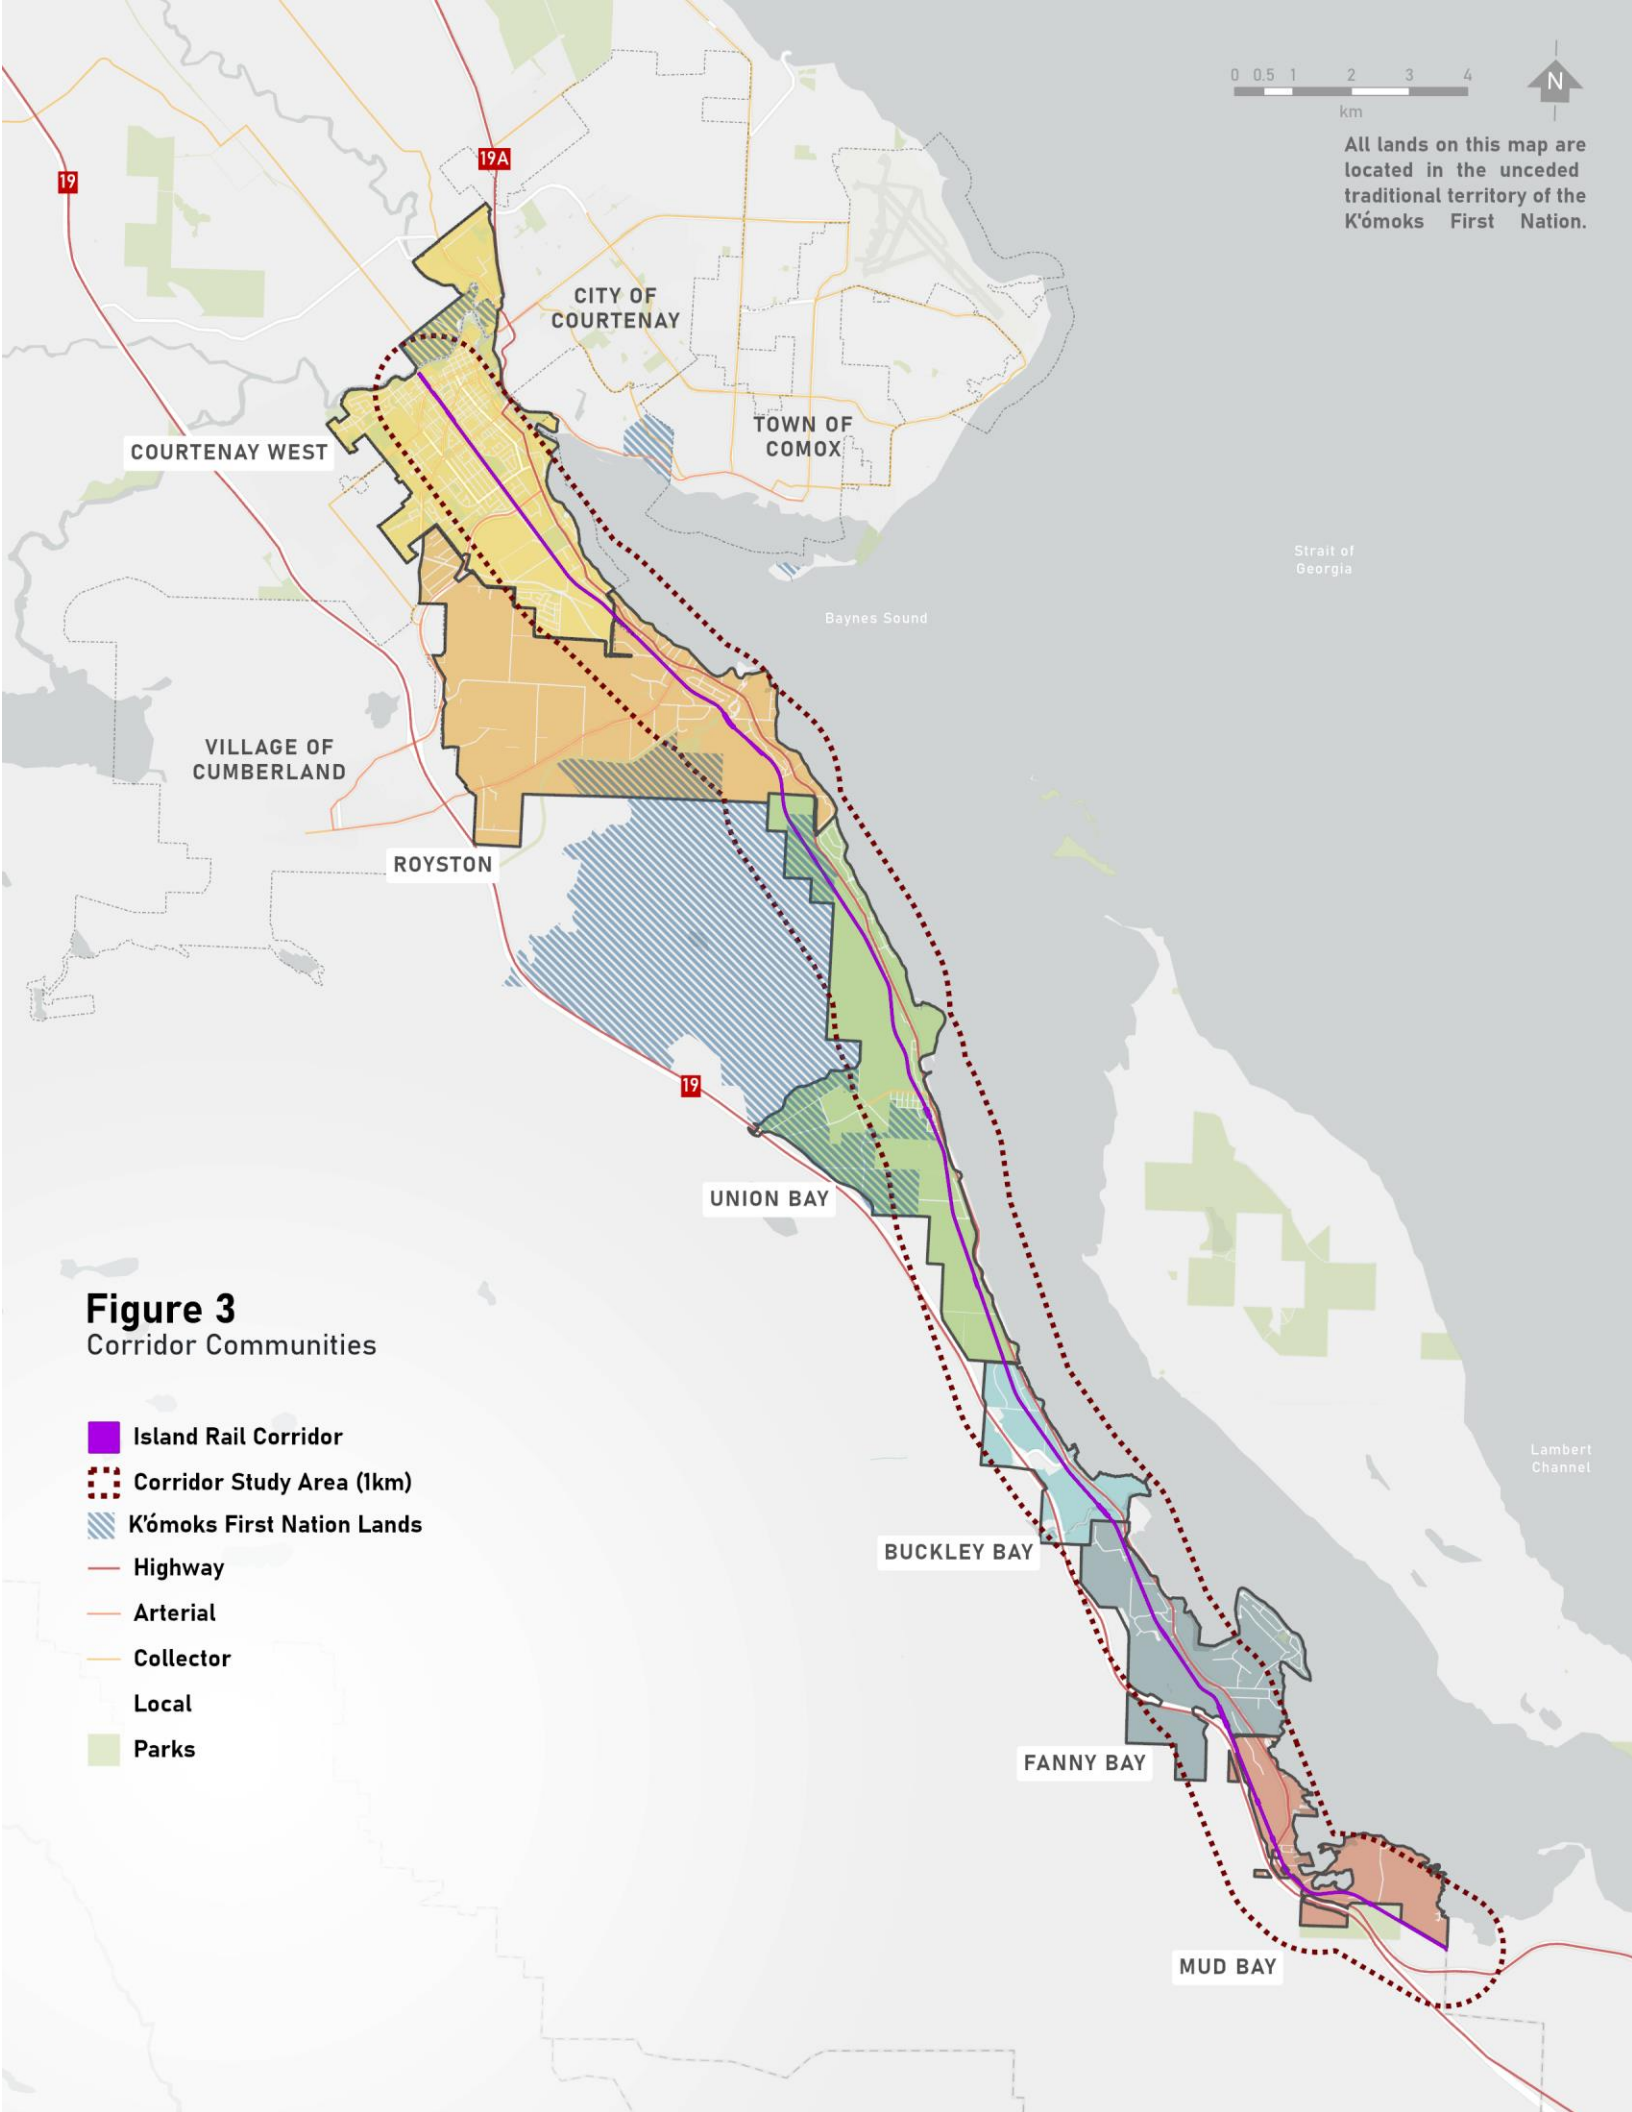 0 0.5 1 2 3 4
km
N
All lands on this map are
located in the unceded
traditional territory of the
K'ómoks First Nation.
19A
19
CITY OF
COURTENAY
TOWN OF
COMOX
COURTENAY WEST
Strait of
Georgia
Baynes Sound
VILLAGE OF
CUMBERLAND
ROYSTON
19
UNION BAY
Figure 3
Corridor Communities
Island Rail Corridor
Corridor Study Area (1km)
K'ómoks First Nation Lands
Highway
Arterial
Collector
Local
Parks
Lambert
Channel
BUCKLEY BAY
FANNY BAY
MUD BAY